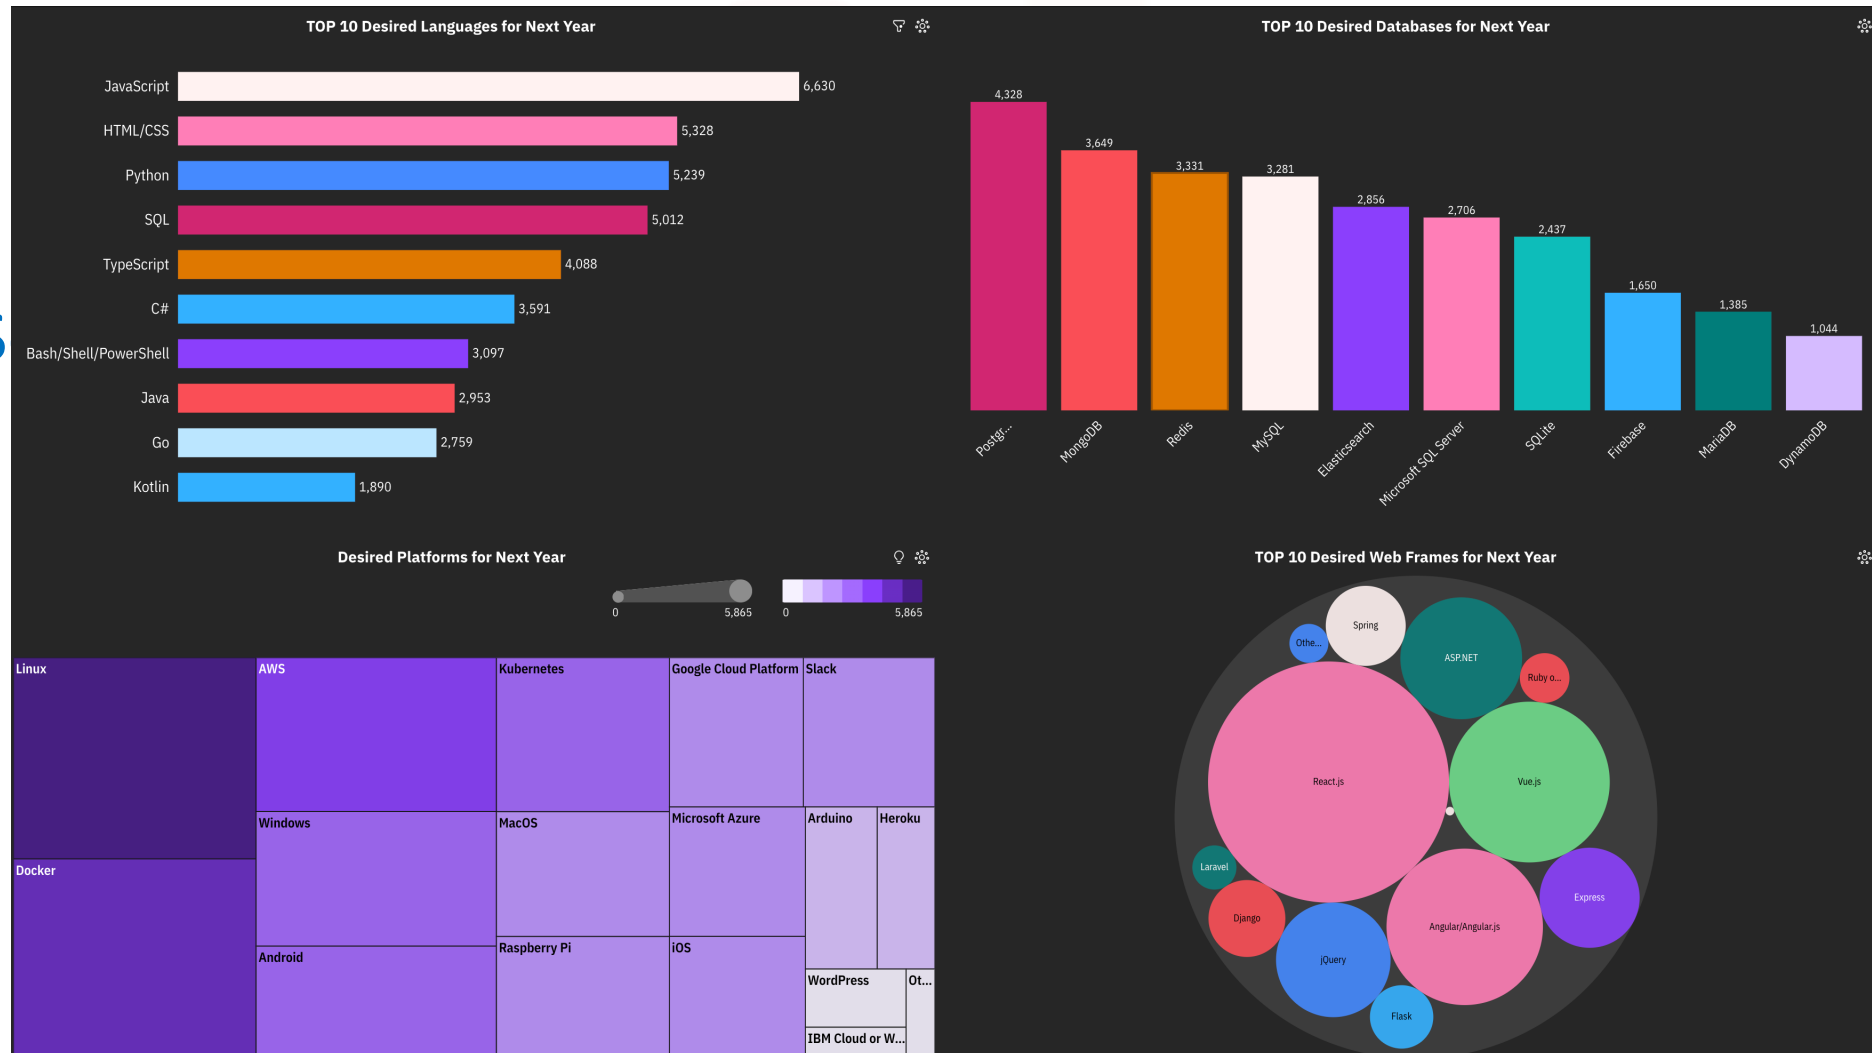 TOP 10 Desired Languages for Next Year
JavaScript 6,630
HTML/CSS 5,328
Python 5,239
SQL 5,012
TypeScript 4,088
C# 3,591
Bash/Shell/PowerShell 3,097
Java 2,953
Go 2,759
Kotlin 1,890
TOP 10 Desired Databases for Next Year
4,328
3,649
3,331
3,281
2,856
2,706
2,437
1,650
1,385
1,044
Postgr...
MongoDB
Redis
MySQL
Elasticsearch
Microsoft SQL Server
SQLite
Firebase
MariaDB
DynamoDB
Desired Platforms for Next Year
0 5,865
0 5,865
Linux
Docker
AWS
Windows
Android
Kubernetes
MacOS
Raspberry Pi
Google Cloud Platform
Slack
Microsoft Azure
iOS
Arduino
Heroku
WordPress
Ot...
IBM Cloud or W...
TOP 10 Desired Web Frames for Next Year
Spring
Othe...
ASP.NET
Ruby o...
React.js
Vue.js
Laravel
Django
Express
Angular/Angular.js
jQuery
Flask